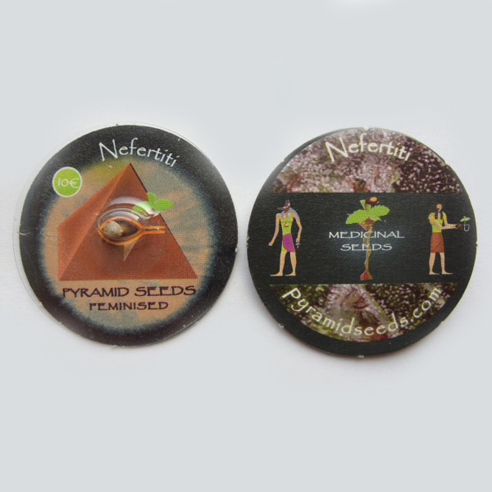 Nefertiti
10€
PYRAMID SEEDS
FEMINISED
Nefertiti
MEDICINAL
SEEDS
Pyramidseeds.com